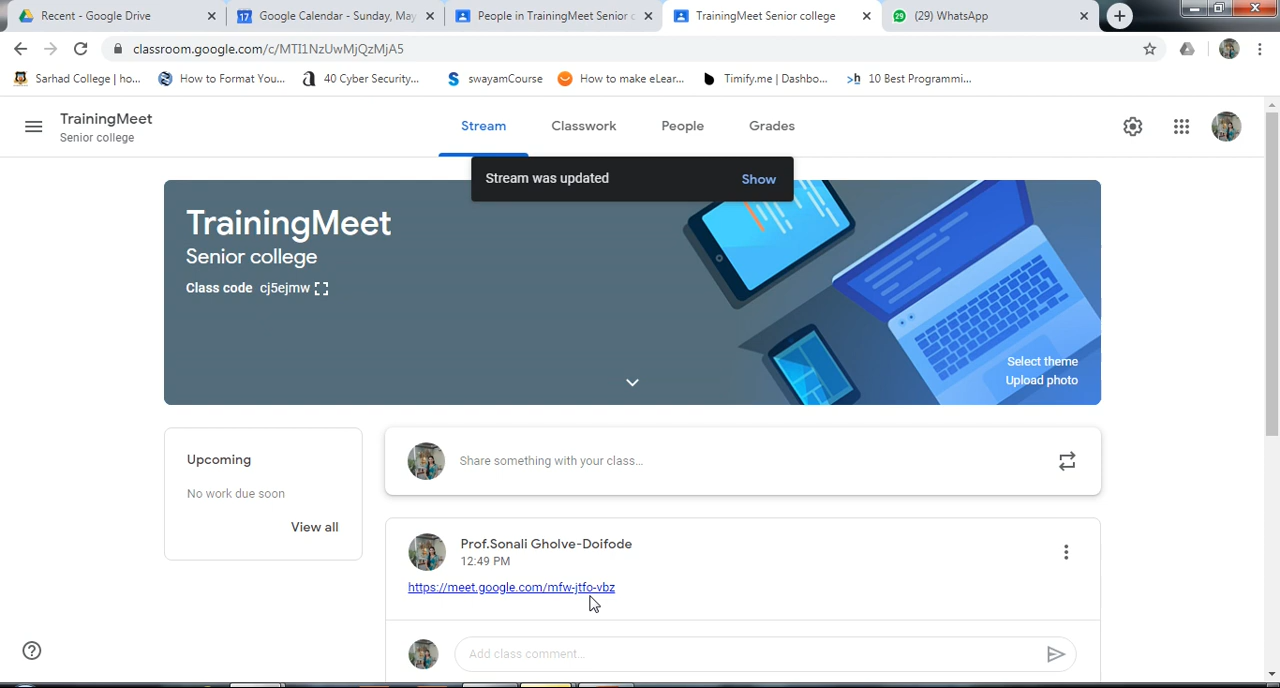 Recent - Google Drive
17 Google Calendar - Sunday, May
People in TrainingMeet Senior c
TrainingMeet Senior college
29 (29) WhatsApp
classroom.google.com/c/MTI1NzUwMjQzMjA5
Sarhad College | ho...
How to Format You...
40 Cyber Security...
swayamCourse
How to make eLear...
Timify.me | Dashbo...
>h 10 Best Programmi...
TrainingMeet
Senior college
Stream
Classwork
People
Grades
Stream was updated
Show
TrainingMeet
Senior college
Class code cj5ejmw
Select theme
Upload photo
Upcoming
No work due soon
View all
Share something with your class...
Prof.Sonali Gholve-Doifode
12:49 PM
https://meet.google.com/mfw-jtfo-vbz
Add class comment...